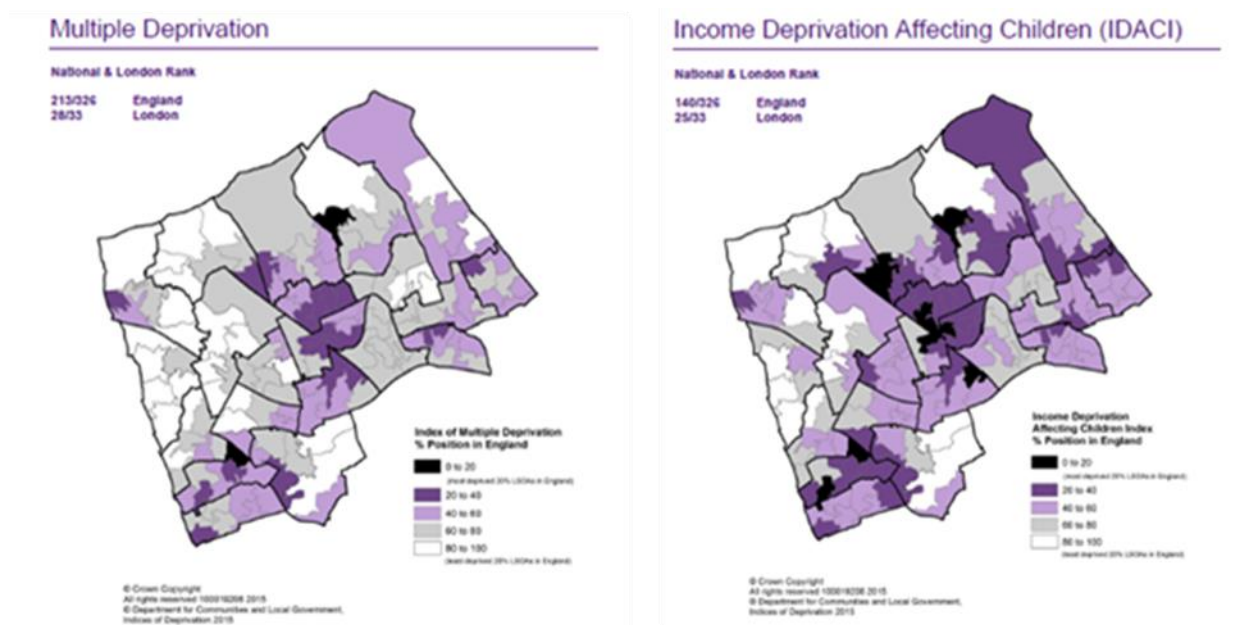 Multiple Deprivation
National & London Rank
213/326 England
28/33 London
Index of Multiple Deprivation
% Position in England
0 to 20
(most deprived 20% LSOAs in England)
20 to 40
40 to 60
60 to 80
80 to 100
(least deprived 20% LSOAs in England)
© Crown Copyright
All rights reserved 2015
© Department for Communities and Local Government,
Indices of Deprivation 2015
Income Deprivation Affecting Children (IDACI)
National & London Rank
140/326 England
25/33 London
Income Deprivation
Affecting Children Index
% Position in England
0 to 20
(most deprived 20% LSOAs in England)
20 to 40
40 to 60
60 to 80
80 to 100
(least deprived 20% LSOAs in England)
© Crown Copyright
All rights reserved 2015
© Department for Communities and Local Government,
Indices of Deprivation 2015